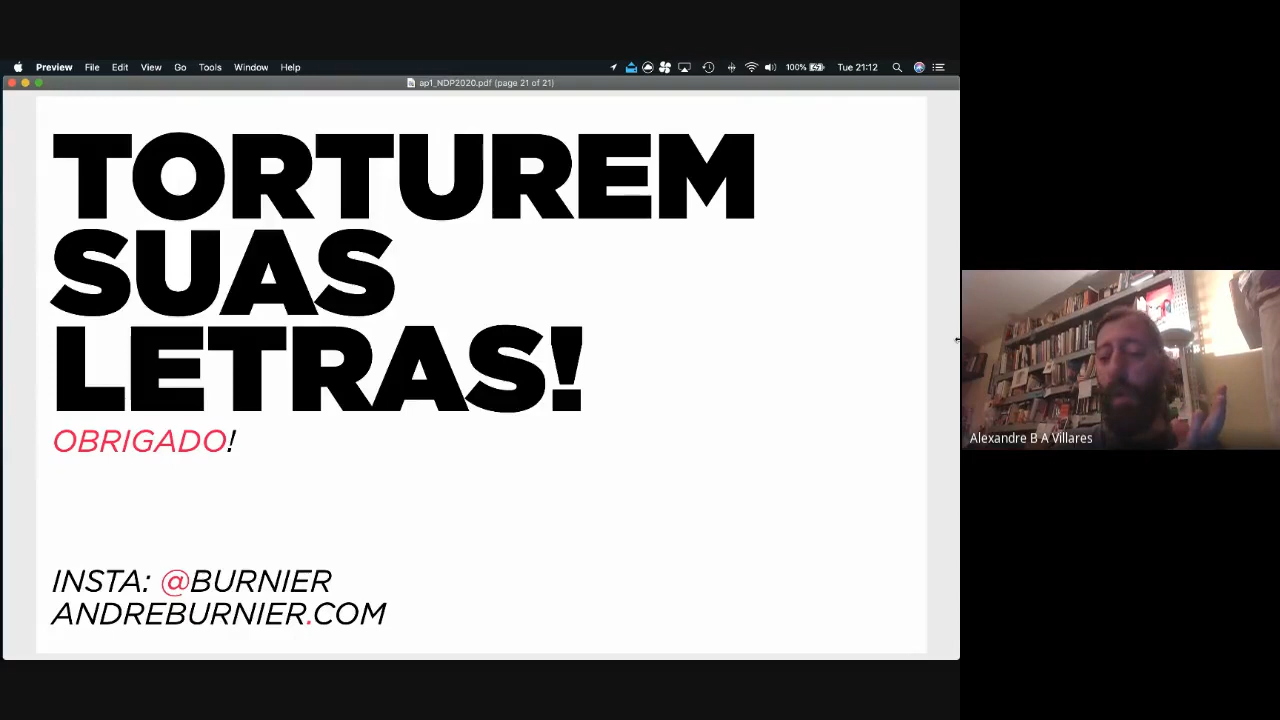 Preview File Edit View Go Tools Window Help 100% Tue 21:12
ap1_NDP2020.pdf (page 21 of 21)
TORTUREM
SUAS
LETRAS!
OBRIGADO!
INSTA: @BURNIER
ANDREBURNIER.COM
Alexandre B A Villares